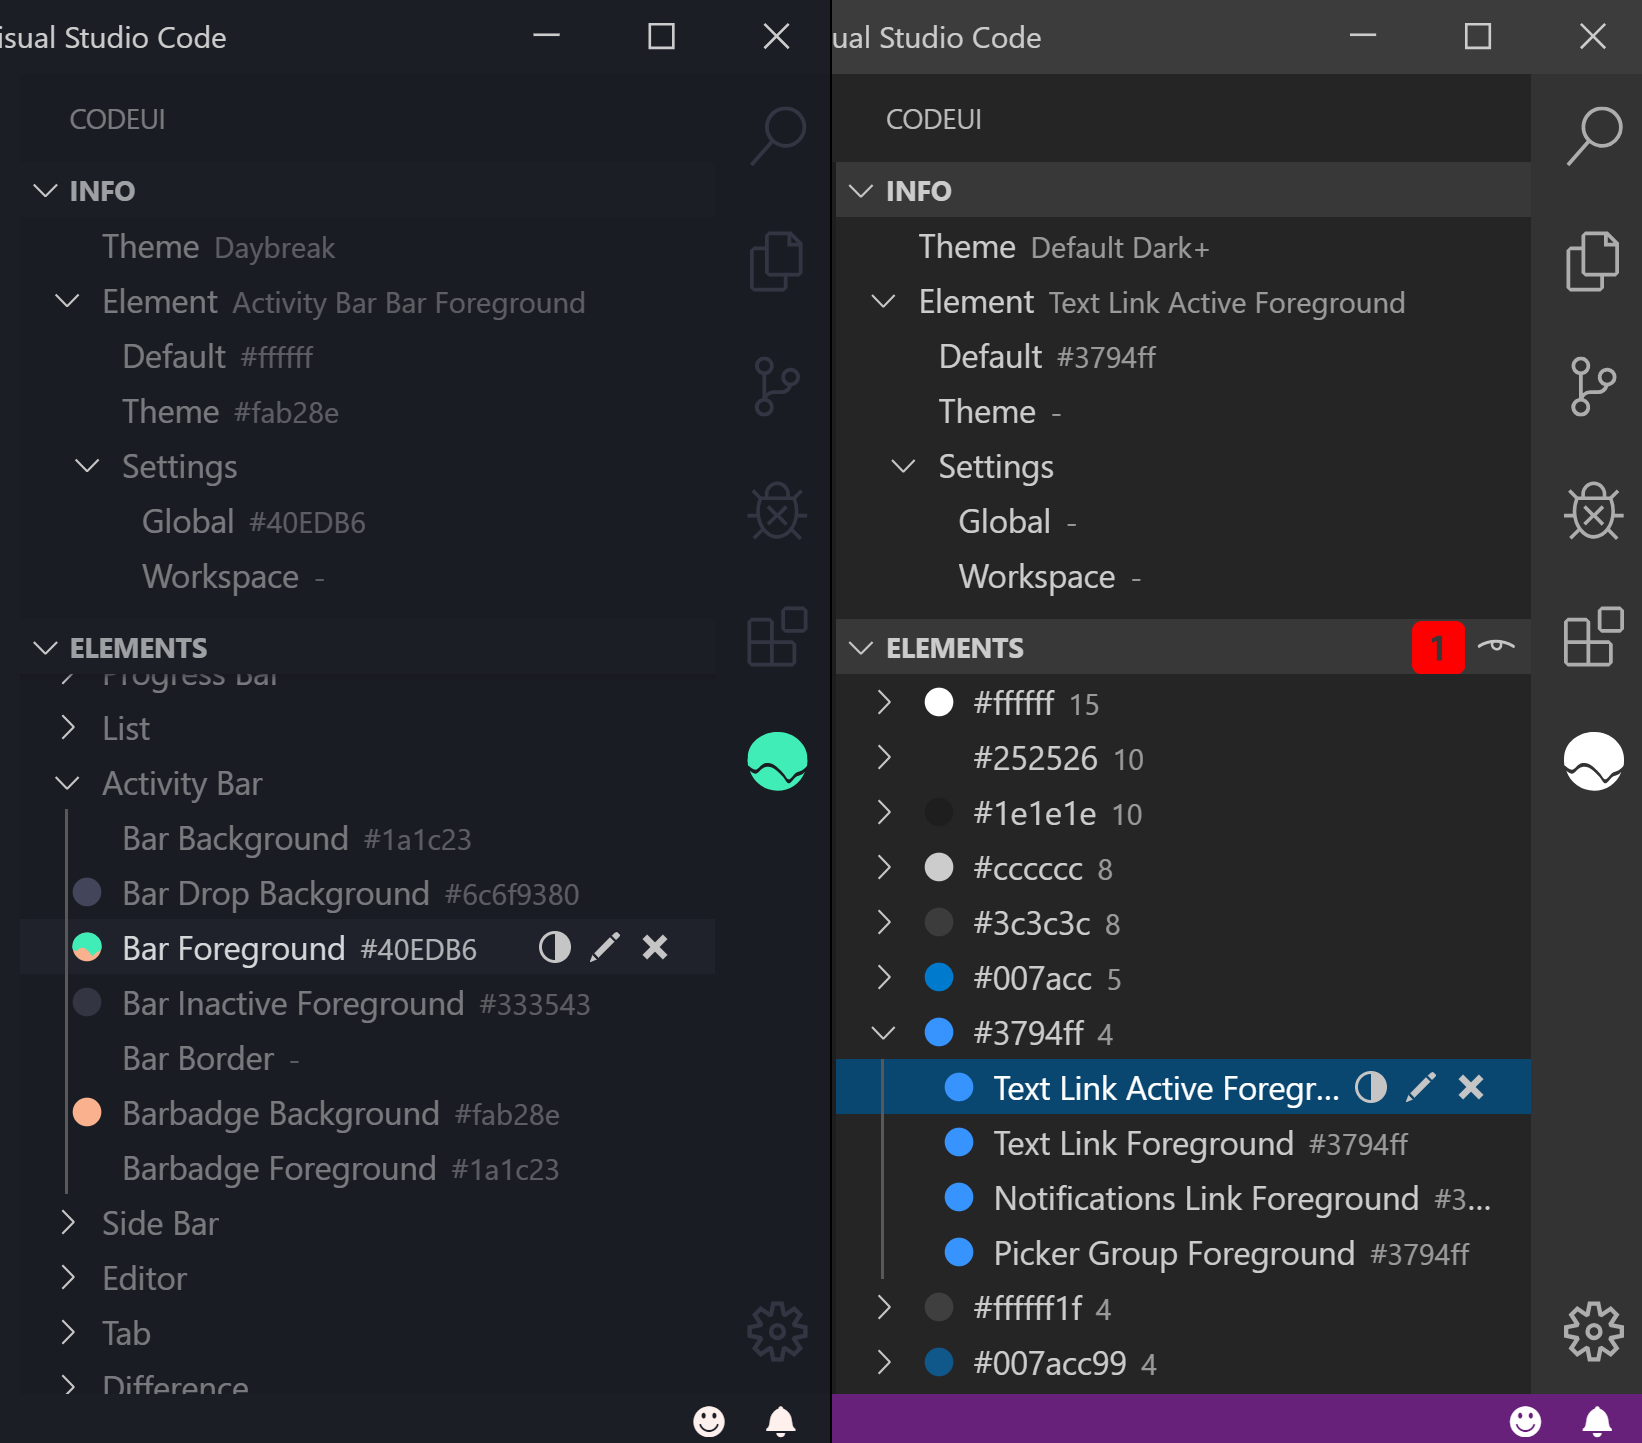 isual Studio Code
CODEUI
INFO
Theme Daybreak
Element Activity Bar Bar Foreground
Default #ffffff
Theme #fab28e
Settings
Global #40EDB6
Workspace -
ELEMENTS
Progress Bar
List
Activity Bar
Bar Background #1a1c23
Bar Drop Background #6c6f9380
Bar Foreground #40EDB6
Bar Inactive Foreground #333543
Bar Border -
Barbadge Background #fab28e
Barbadge Foreground #1a1c23
Side Bar
Editor
Tab
Difference
ual Studio Code
CODEUI
INFO
Theme Default Dark+
Element Text Link Active Foreground
Default #3794ff
Theme -
Settings
Global -
Workspace -
ELEMENTS 1
#ffffff 15
#252526 10
#1e1e1e 10
#cccccc 8
#3c3c3c 8
#007acc 5
#3794ff 4
Text Link Active Foregr...
Text Link Foreground #3794ff
Notifications Link Foreground #3...
Picker Group Foreground #3794ff
#ffffff1f 4
#007acc99 4